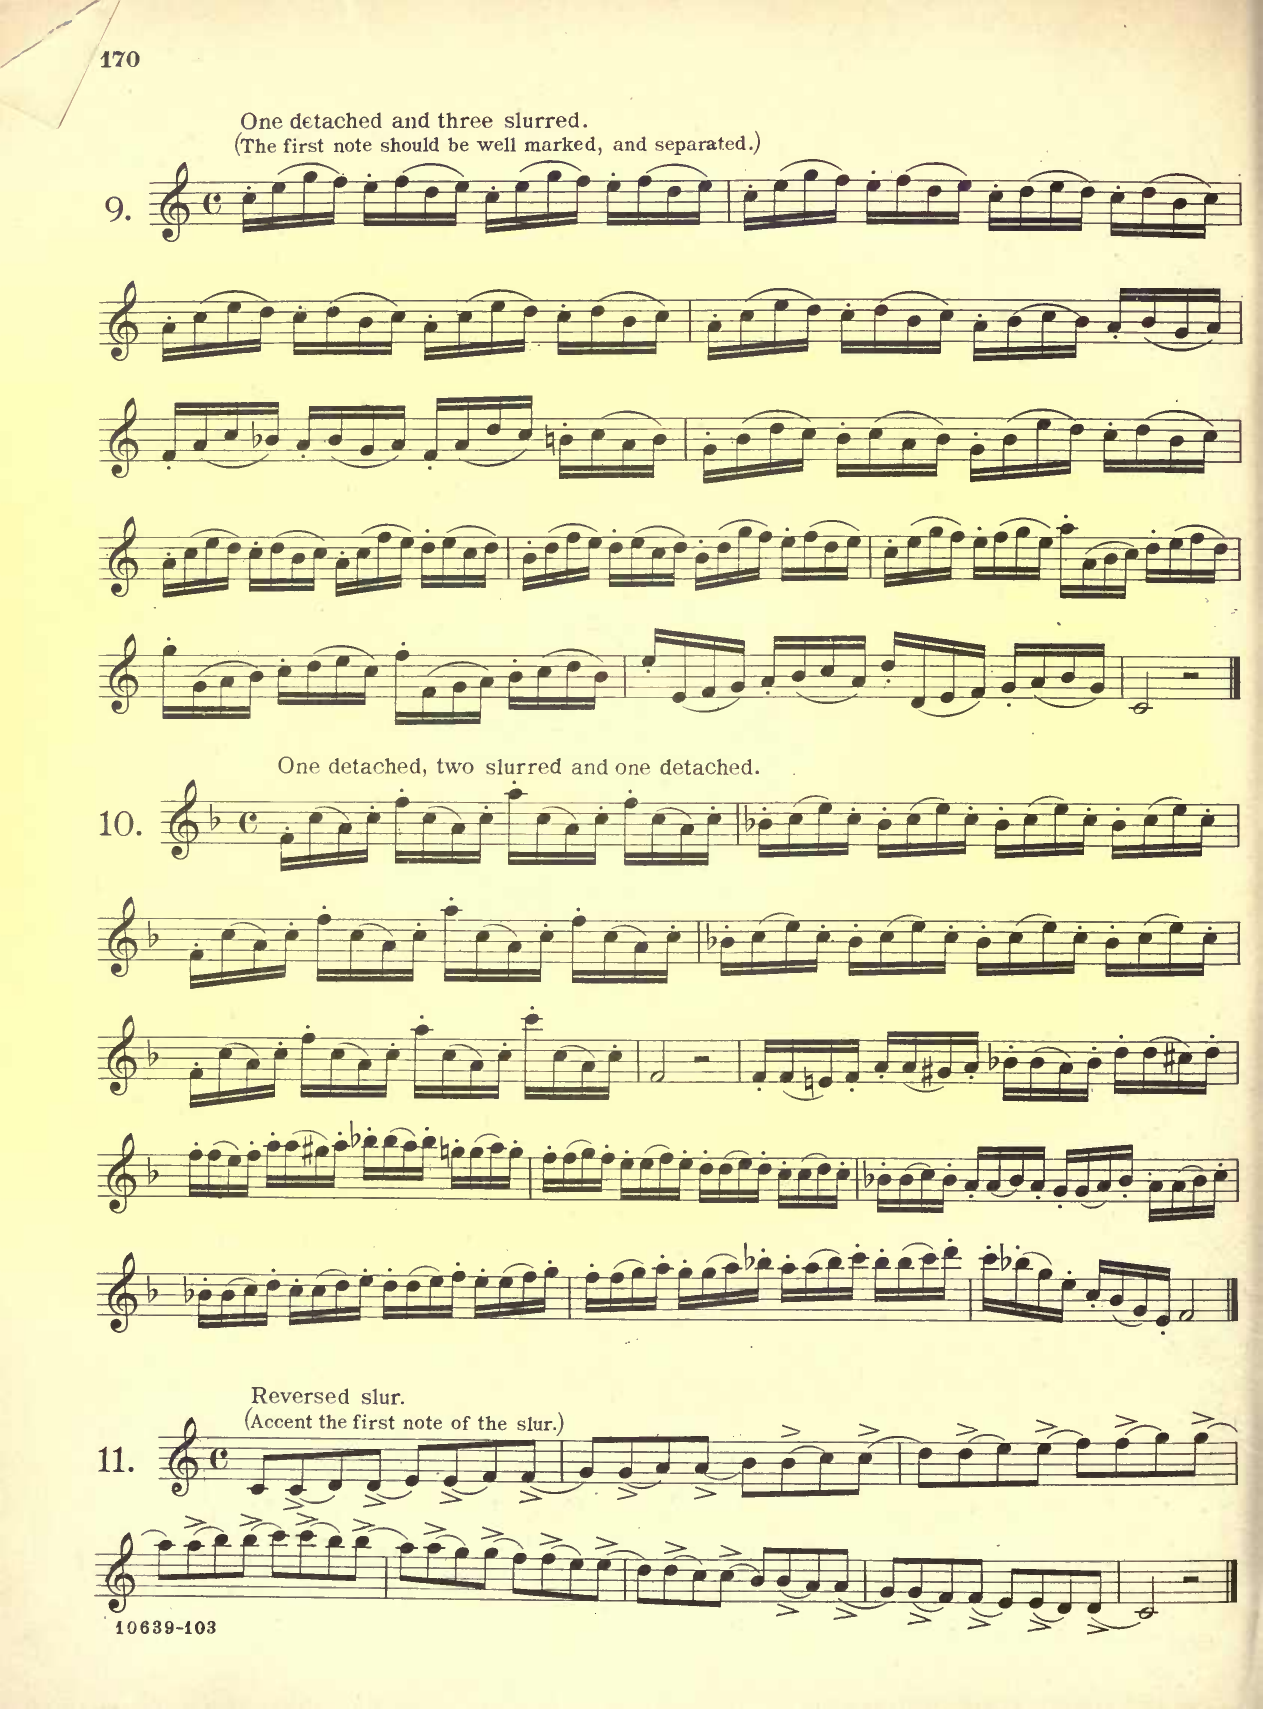 170
One detached and three slurred.
(The first note should be well marked, and separated.)
9.
One detached, two slurred and one detached.
10.
Reversed slur.
(Accent the first note of the slur.)
11.
10639-103